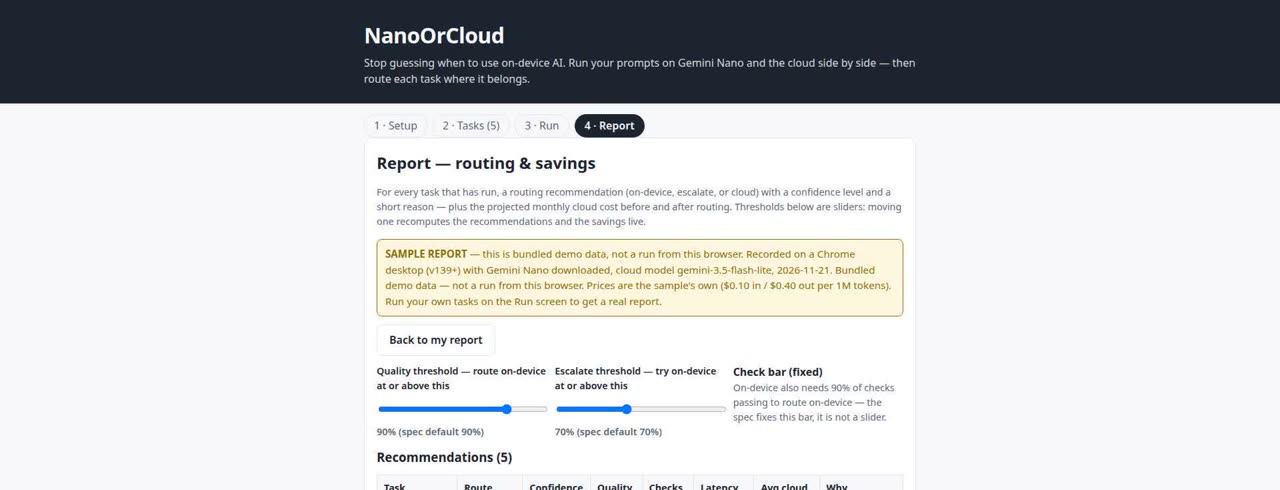 NanoOrCloud
Stop guessing when to use on-device AI. Run your prompts on Gemini Nano and the cloud side by side — then
route each task where it belongs.
1 · Setup
2 · Tasks (5)
3 · Run
4 · Report
Report — routing & savings
For every task that has run, a routing recommendation (on-device, escalate, or cloud) with a confidence level and a
short reason — plus the projected monthly cloud cost before and after routing. Thresholds below are sliders: moving
one recomputes the recommendations and the savings live.
SAMPLE REPORT — this is bundled demo data, not a run from this browser. Recorded on a Chrome
desktop (v139+) with Gemini Nano downloaded, cloud model gemini-3.5-flash-lite, 2026-11-21. Bundled
demo data — not a run from this browser. Prices are the sample's own ($0.10 in / $0.40 out per 1M tokens).
Run your own tasks on the Run screen to get a real report.
Back to my report
Quality threshold — route on-device
at or above this
90% (spec default 90%)
Escalate threshold — try on-device
at or above this
70% (spec default 70%)
Check bar (fixed)
On-device also needs 90% of checks
passing to route on-device — the
spec fixes this bar, it is not a slider.
Recommendations (5)
Task Route Confidence Quality Checks Latency Avg cloud Why